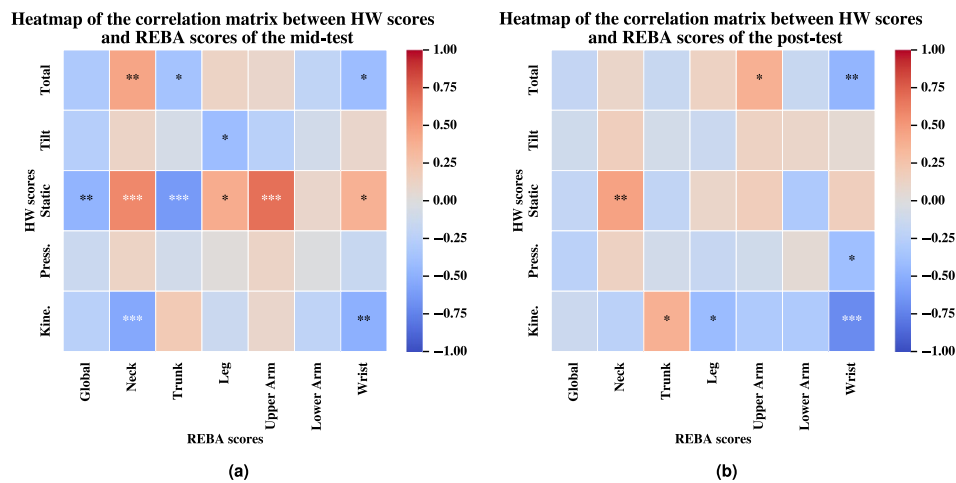 Heatmap of the correlation matrix between HW scores
and REBA scores of the mid-test
HW scores
Total
Tilt
Static
Press.
Kine.
** * *
*
** *** *** * *** *
*** **
Global
Neck
Trunk
Leg
Upper Arm
Lower Arm
Wrist
REBA scores
1.00
0.75
0.50
0.25
0.00
−0.25
−0.50
−0.75
−1.00
(a)
Heatmap of the correlation matrix between HW scores
and REBA scores of the post-test
HW scores
Total
Tilt
Static
Press.
Kine.
* **
**
*
* * ***
Global
Neck
Trunk
Leg
Upper Arm
Lower Arm
Wrist
REBA scores
1.00
0.75
0.50
0.25
0.00
−0.25
−0.50
−0.75
−1.00
(b)